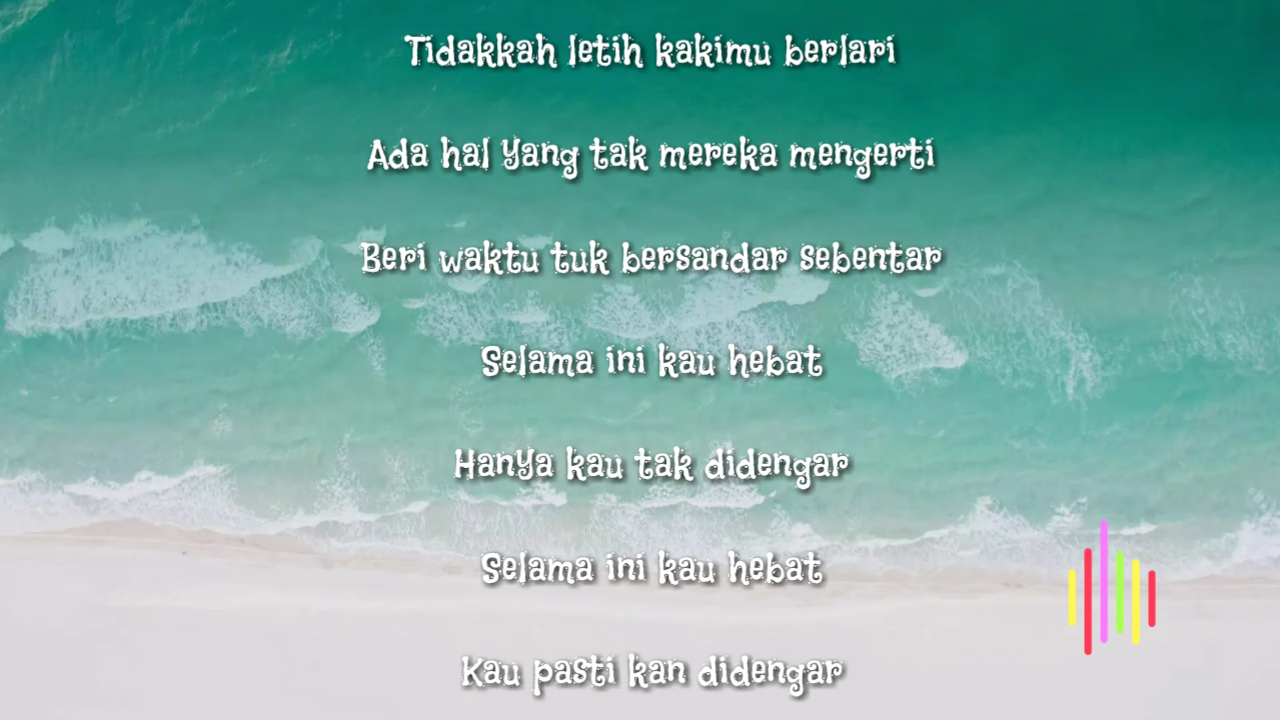 Tidakkah letih kakimu berlari
Ada hal yang tak mereka mengerti
Beri waktu tuk bersandar sebentar
Selama ini kau hebat
Hanya kau tak didengar
Selama ini kau hebat
Kau pasti kan didengar